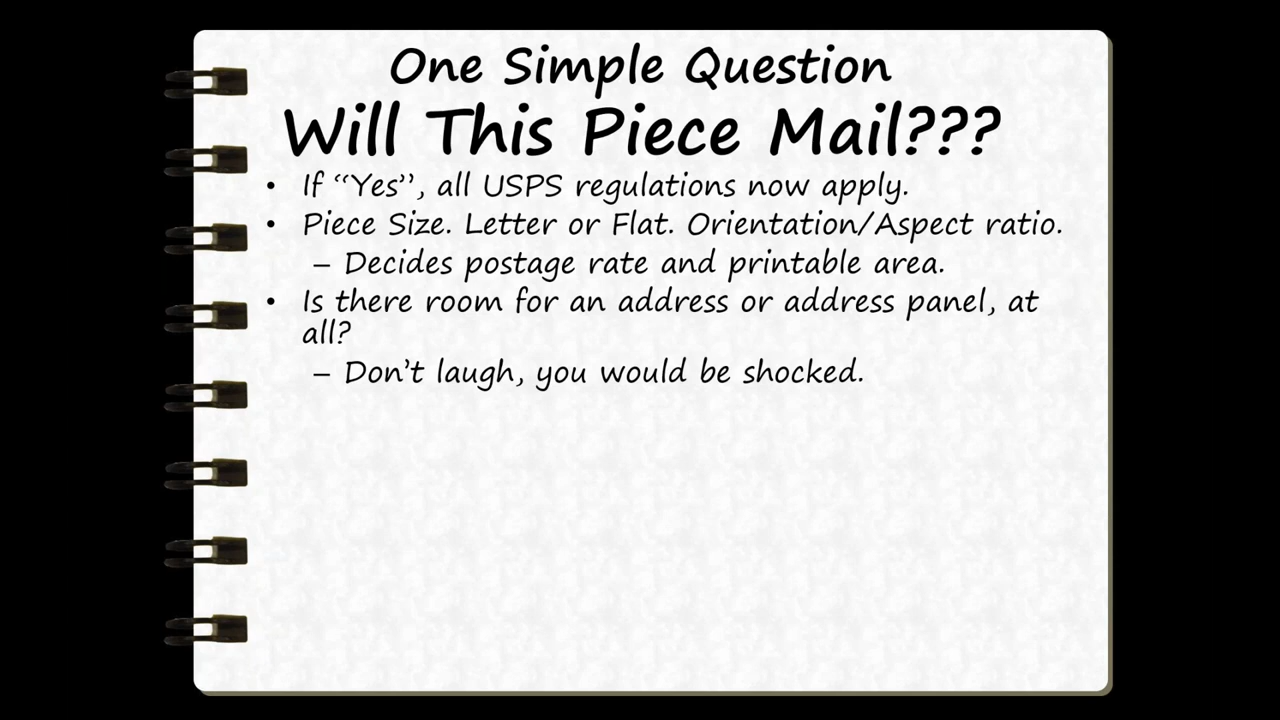 One Simple Question
Will This Piece Mail???
• If “Yes”, all USPS regulations now apply.
• Piece Size. Letter or Flat. Orientation/Aspect ratio.
– Decides postage rate and printable area.
• Is there room for an address or address panel, at
all?
– Don’t laugh, you would be shocked.